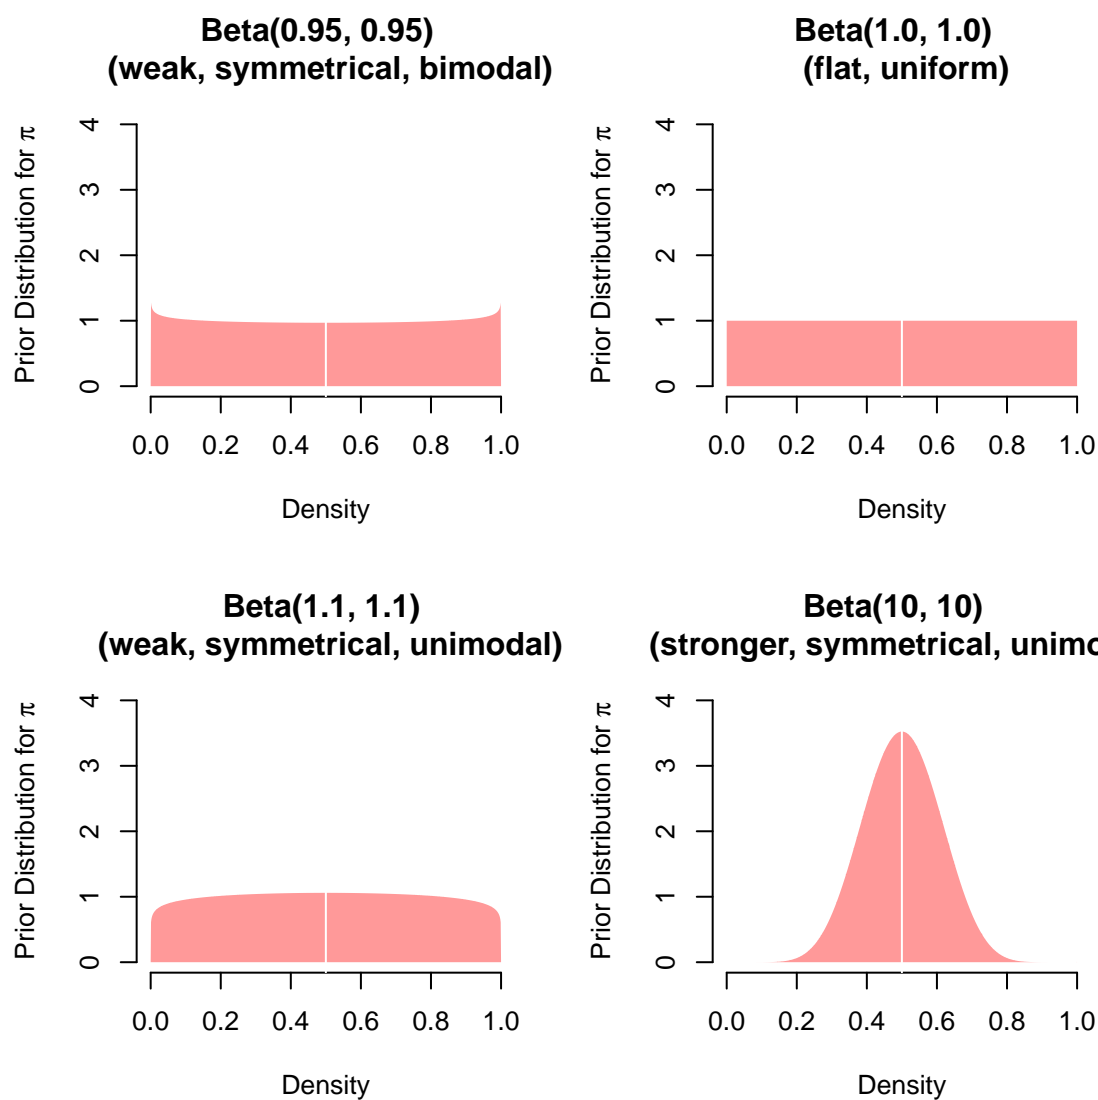 Beta(0.95, 0.95)
(weak, symmetrical, bimodal)
Prior Distribution for π
4
3
2
1
0
0.0 0.2 0.4 0.6 0.8 1.0
Density
Beta(1.0, 1.0)
(flat, uniform)
Prior Distribution for π
4
3
2
1
0
0.0 0.2 0.4 0.6 0.8 1.0
Density
Beta(1.1, 1.1)
(weak, symmetrical, unimodal)
Prior Distribution for π
4
3
2
1
0
0.0 0.2 0.4 0.6 0.8 1.0
Density
Beta(10, 10)
(stronger, symmetrical, unimo
Prior Distribution for π
4
3
2
1
0
0.0 0.2 0.4 0.6 0.8 1.0
Density